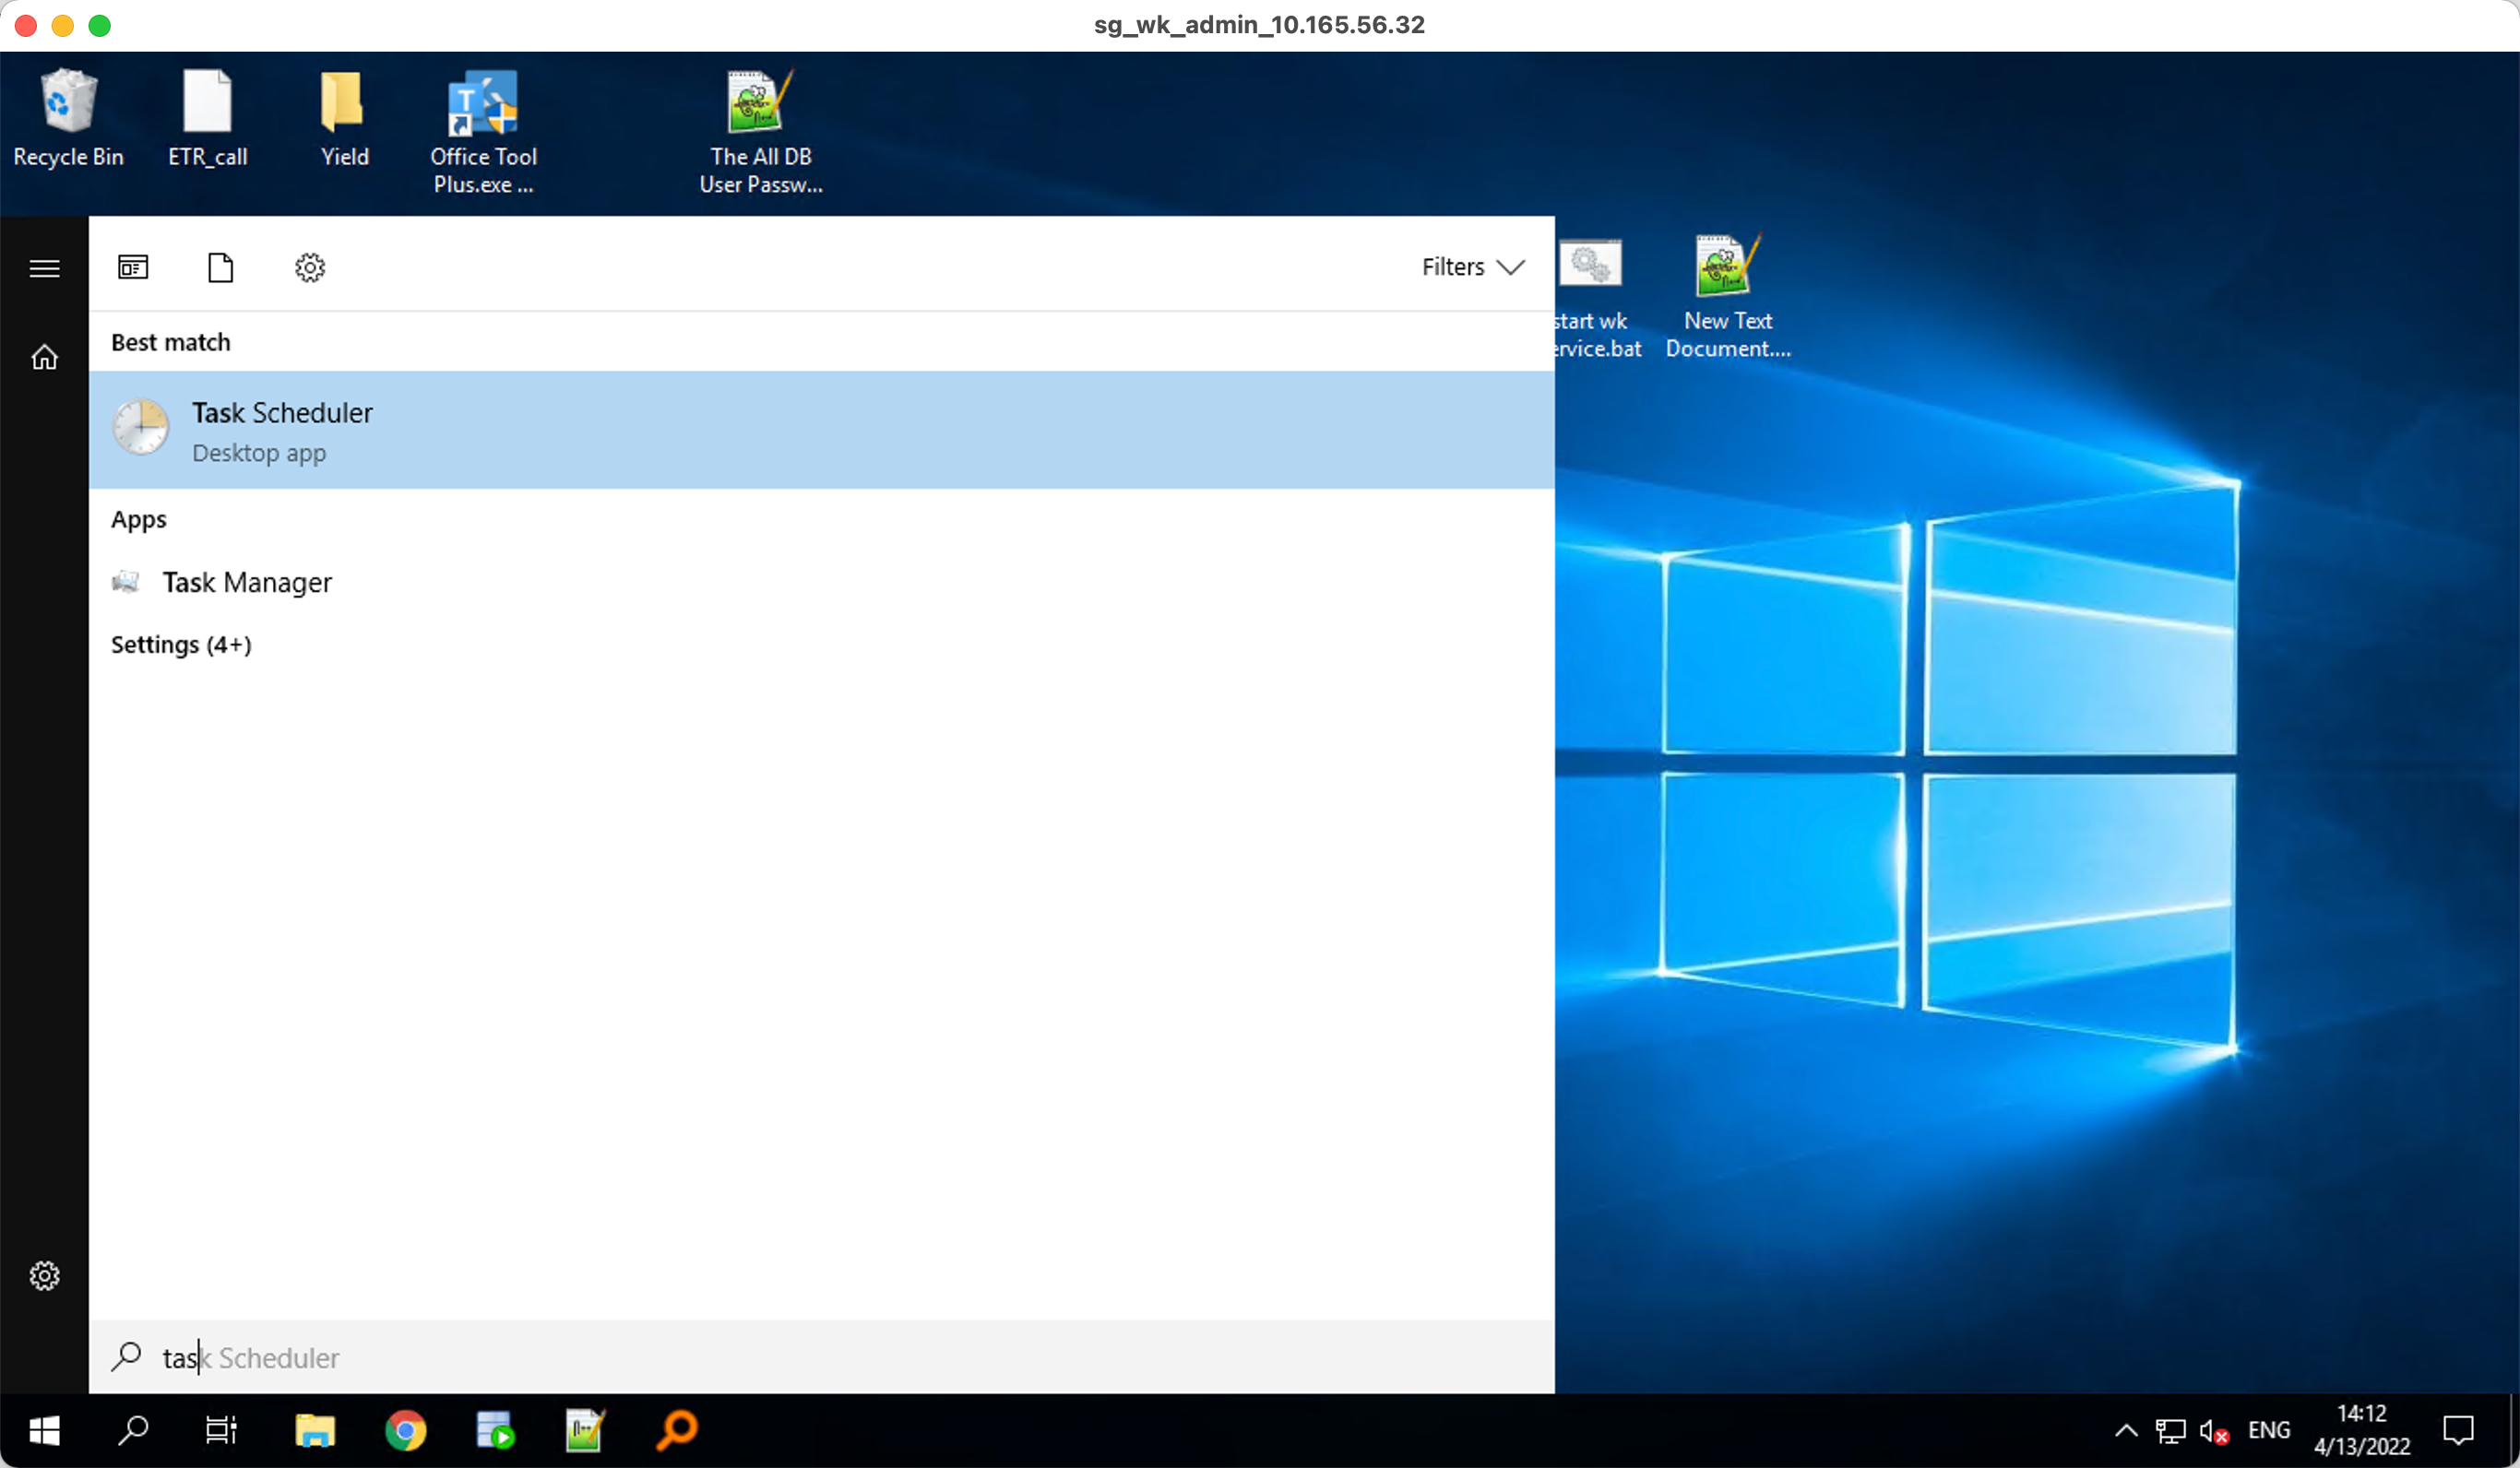 sg_wk_admin_10.165.56.32
Recycle Bin
ETR_call
Yield
Office Tool
Plus.exe ...
The All DB
User Passw...
Filters
start wk
ervice.bat
New Text
Document....
Best match
Task Scheduler
Desktop app
Apps
Task Manager
Settings (4+)
task Scheduler
ENG
14:12
4/13/2022